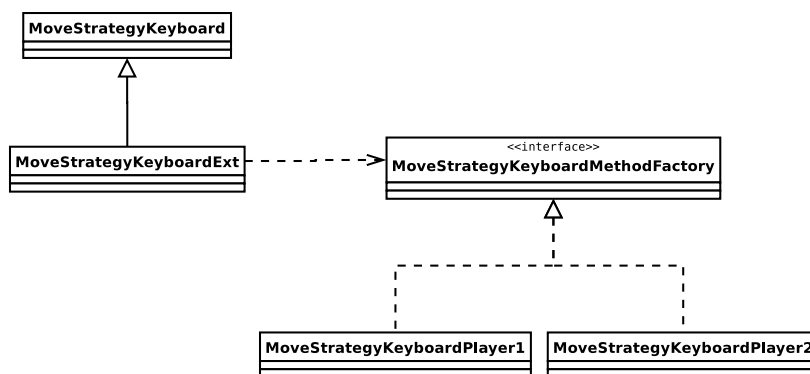 MoveStrategyKeyboard
MoveStrategyKeyboardExt
<<interface>>
MoveStrategyKeyboardMethodFactory
MoveStrategyKeyboardPlayer1
MoveStrategyKeyboardPlayer2